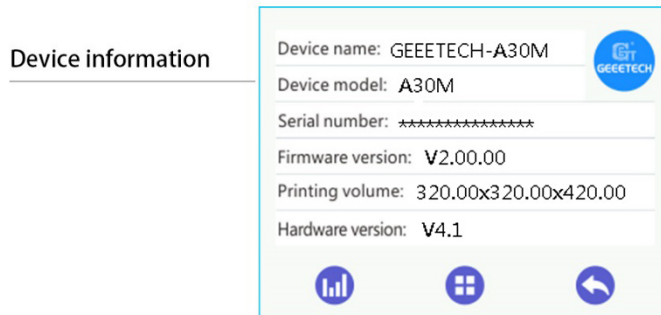 Device information
Device name: GEEETECH-A30M
GT
GEEETECH
Device model: A30M
Serial number: ***************
Firmware version: V2.00.00
Printing volume: 320.00x320.00x420.00
Hardware version: V4.1